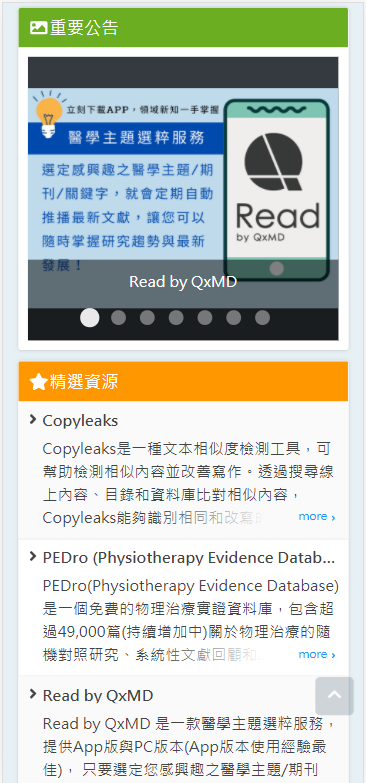 重要公告
立刻下載APP，領域新知一手掌握
醫學主題選粹服務
選定感興趣之醫學主題/期
刊/關鍵字，就會定期自動
推播最新文獻，讓您可以
隨時掌握研究趨勢與最新
發展！
Read
by QxMD
Read by QxMD
精選資源
Copyleaks
Copyleaks是一種文本相似度檢測工具，可
幫助檢測相似內容並改善寫作。透過搜尋線
上內容、目錄和資料庫比對相似內容，
Copyleaks能夠識別相同和改寫的 more ›
PEDro (Physiotherapy Evidence Datab...
PEDro(Physiotherapy Evidence Database)
是一個免費的物理治療實證資料庫，包含超
過49,000篇(持續增加中)關於物理治療的隨
機對照研究、系統性文獻回顧和 more ›
Read by QxMD
Read by QxMD 是一款醫學主題選粹服務，
提供App版與PC版本(App版本使用經驗最
佳)， 只要選定您感興趣之醫學主題/期刊